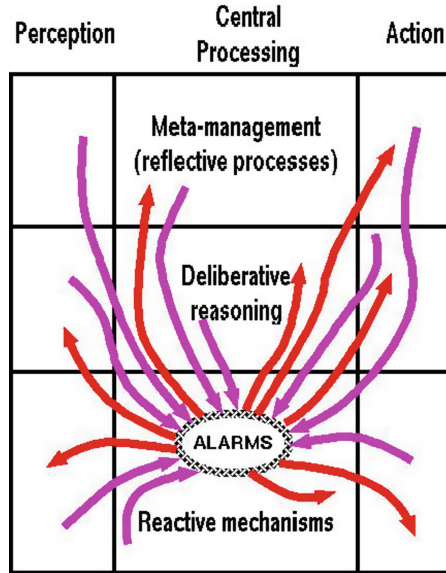 Perception
Central
Processing
Action
Meta-management
(reflective processes)
Deliberative
reasoning
ALARMS
Reactive mechanisms